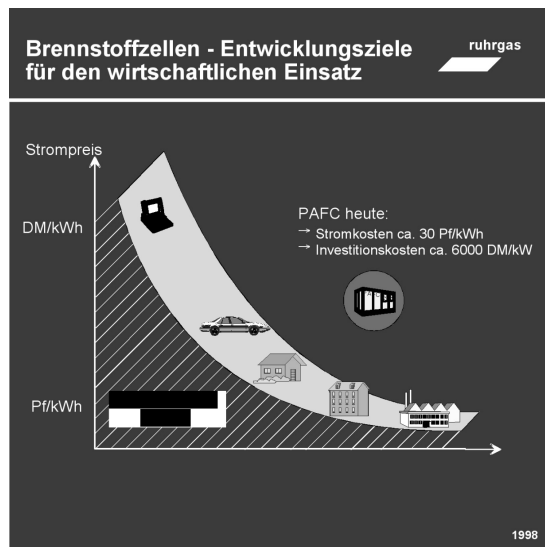 Brennstoffzellen - Entwicklungsziele
für den wirtschaftlichen Einsatz
ruhrgas
Strompreis
DM/kWh
PAFC heute:
→ Stromkosten ca. 30 Pf/kWh
→ Investitionskosten ca. 6000 DM/kW
Pf/kWh
1998